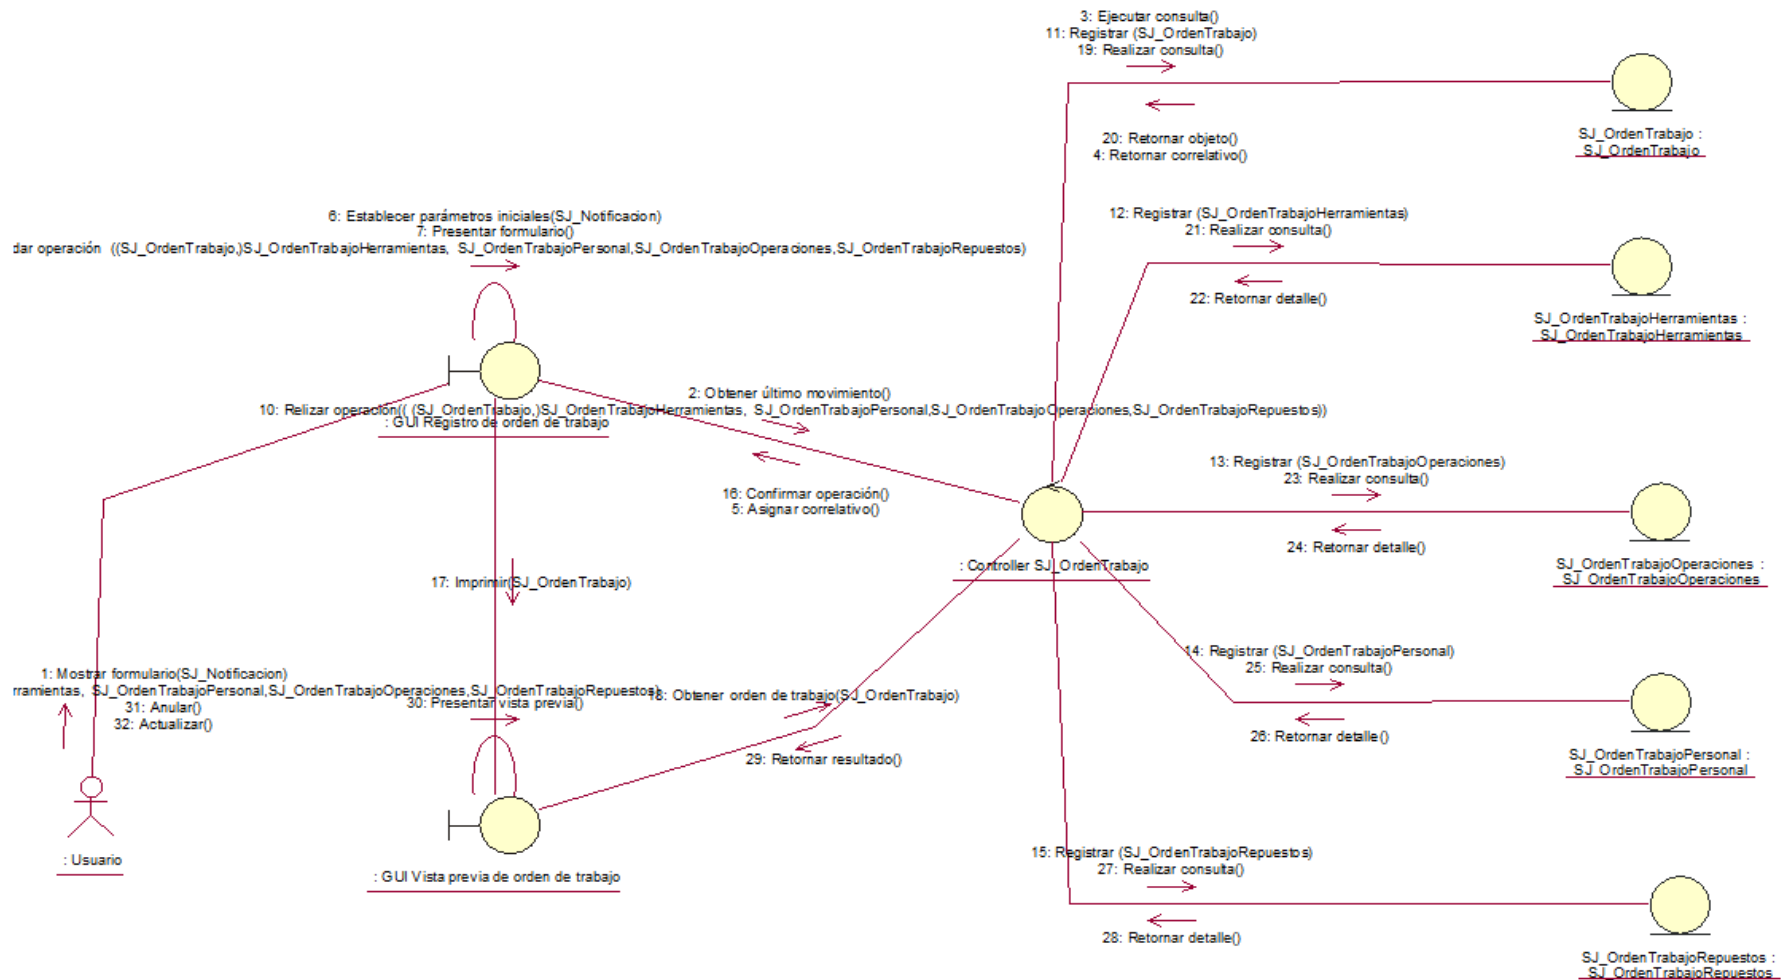 3: Ejecutar consulta()
11: Registrar (SJ_OrdenTrabajo)
19: Realizar consulta()
20: Retornar objeto()
4: Retornar correlativo()
SJ_OrdenTrabajo :
SJ_OrdenTrabajo
6: Establecer parámetros iniciales(SJ_Notificacion)
7: Presentar formulario()
dar operación ((SJ_OrdenTrabajo,)SJ_OrdenTrabajoHerramientas, SJ_OrdenTrabajoPersonal,SJ_OrdenTrabajoOperaciones,SJ_OrdenTrabajoRepuestos)
12: Registrar (SJ_OrdenTrabajoHerramientas)
21: Realizar consulta()
22: Retornar detalle()
SJ_OrdenTrabajoHerramientas :
SJ_OrdenTrabajoHerramientas
2: Obtener último movimiento()
10: Relizar operación(( (SJ_OrdenTrabajo,)SJ_OrdenTrabajoHerramientas, SJ_OrdenTrabajoPersonal,SJ_OrdenTrabajoOperaciones,SJ_OrdenTrabajoRepuestos))
: GUI Registro de orden de trabajo
16: Confirmar operación()
5: Asignar correlativo()
13: Registrar (SJ_OrdenTrabajoOperaciones)
23: Realizar consulta()
24: Retornar detalle()
SJ_OrdenTrabajoOperaciones :
SJ_OrdenTrabajoOperaciones
: Controller SJ_OrdenTrabajo
17: Imprimir(SJ_OrdenTrabajo)
14: Registrar (SJ_OrdenTrabajoPersonal)
25: Realizar consulta()
26: Retornar detalle()
SJ_OrdenTrabajoPersonal :
SJ_OrdenTrabajoPersonal
1: Mostrar formulario(SJ_Notificacion)
rramientas, SJ_OrdenTrabajoPersonal,SJ_OrdenTrabajoOperaciones,SJ_OrdenTrabajoRepuestos)
31: Anular()
32: Actualizar()
30: Presentar vista previa()
18: Obtener orden de trabajo(SJ_OrdenTrabajo)
29: Retornar resultado()
: Usuario
: GUI Vista previa de orden de trabajo
15: Registrar (SJ_OrdenTrabajoRepuestos)
27: Realizar consulta()
28: Retornar detalle()
SJ_OrdenTrabajoRepuestos :
SJ_OrdenTrabajoRepuestos